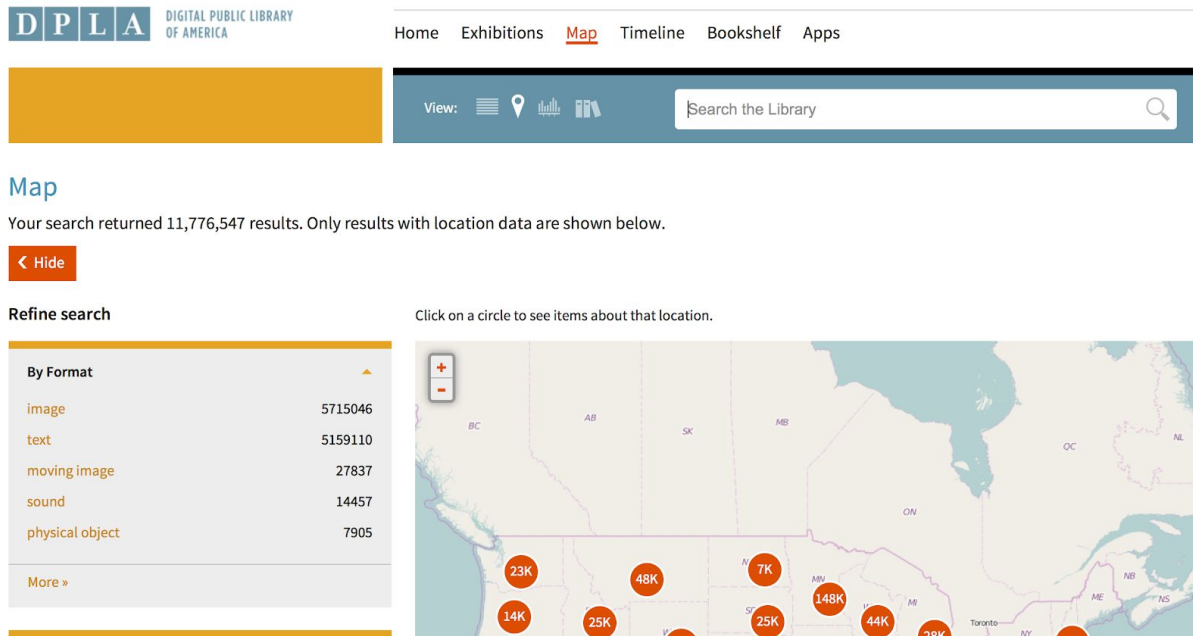 DPLA DIGITAL PUBLIC LIBRARY
OF AMERICA
Home Exhibitions Map Timeline Bookshelf Apps
View:
Search the Library
Map
Your search returned 11,776,547 results. Only results with location data are shown below.
Hide
Refine search
By Format
image 5715046
text 5159110
moving image 27837
sound 14457
physical object 7905
More »
Click on a circle to see items about that location.
+
-
BC AB SK MB QC NL
ON
23K 48K 7K
MN NB
148K ME NS
14K 25K 25K 44K MI
28K Toronto NY